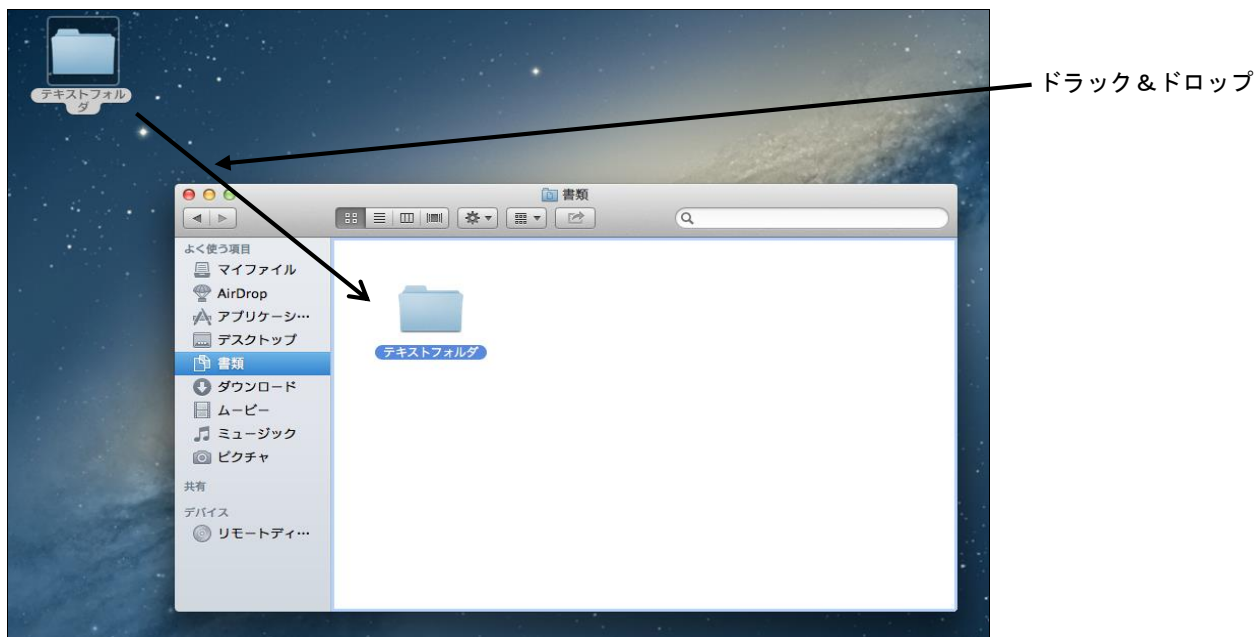 テキストフォル
ダ
ドラック＆ドロップ
書類
よく使う項目
マイファイル
AirDrop
アプリケーシ…
デスクトップ
書類
ダウンロード
ムービー
ミュージック
ピクチャ
共有
デバイス
リモートディ…
テキストフォルダ